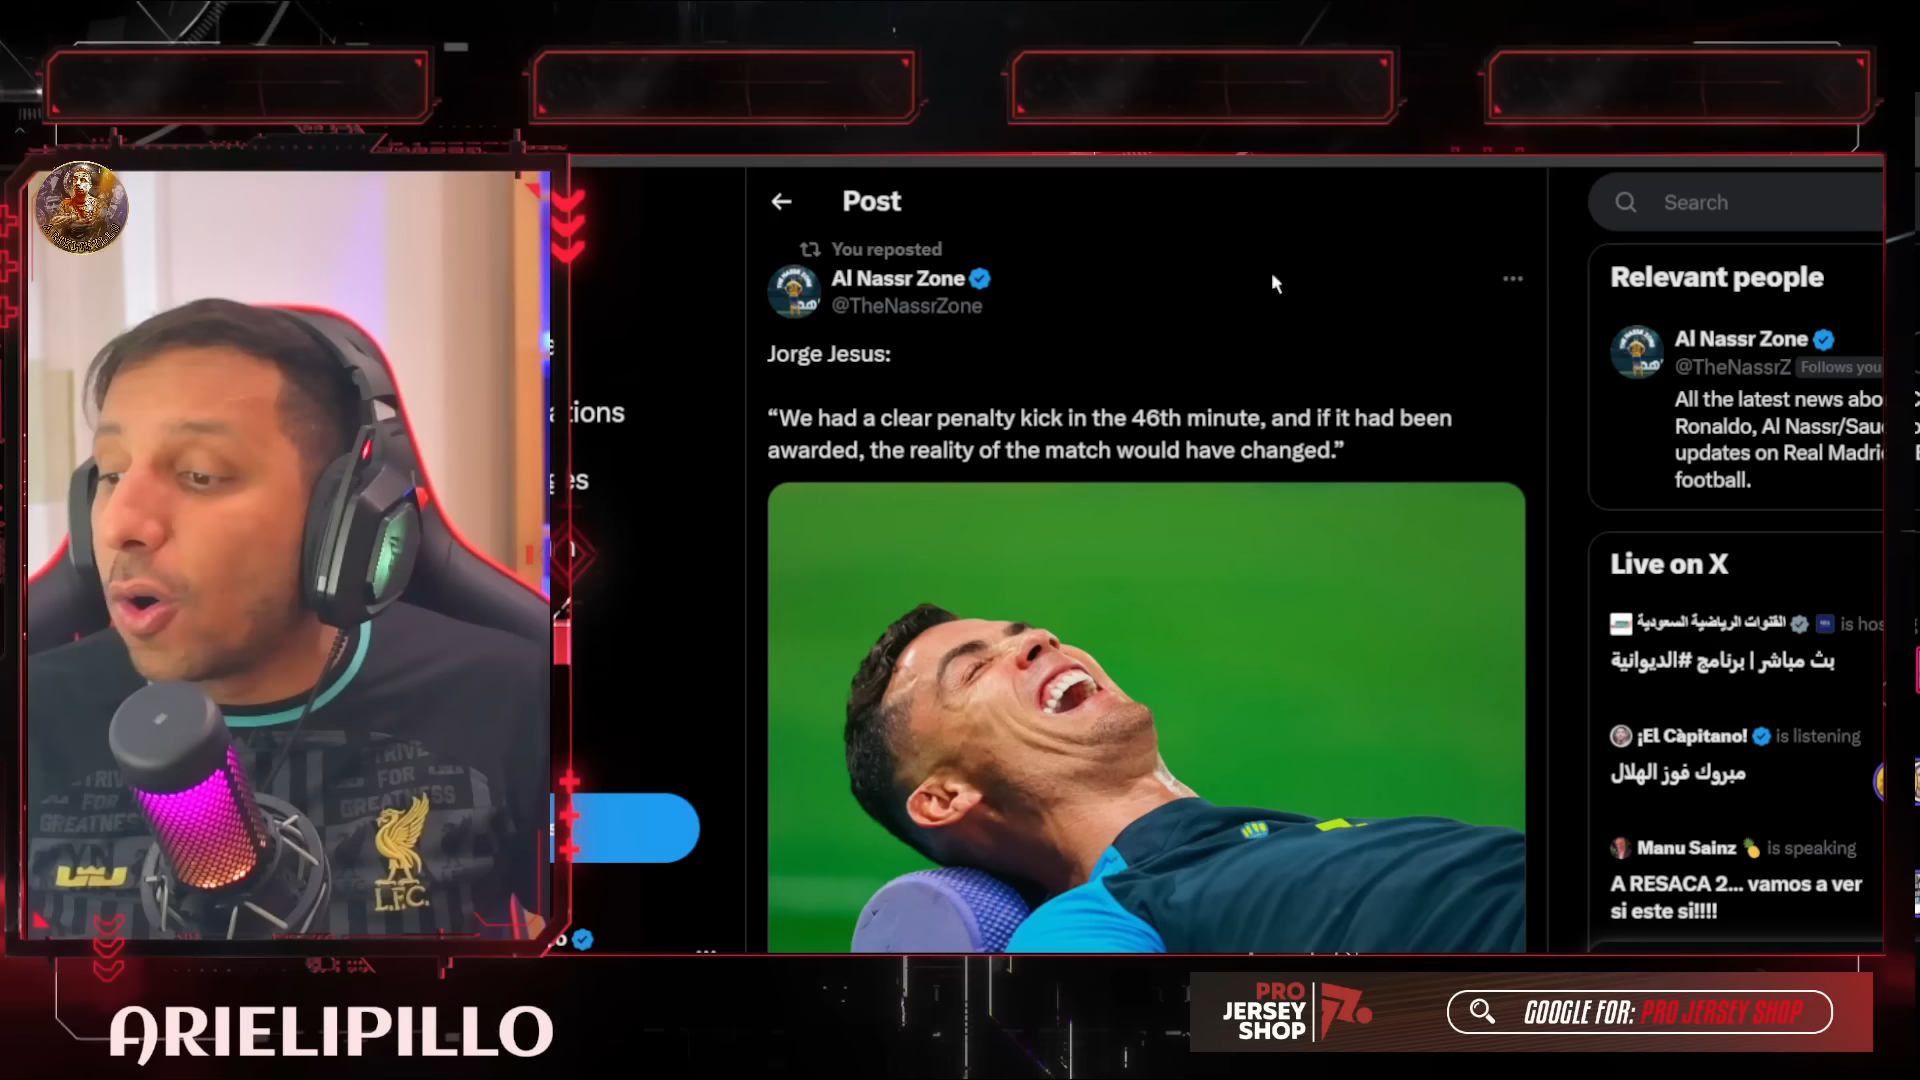 Post
Search
You reposted
Al Nassr Zone
@TheNassrZone
Jorge Jesus:
“We had a clear penalty kick in the 46th minute, and if it had been
awarded, the reality of the match would have changed.”
Relevant people
Al Nassr Zone
@TheNassrZ Follows you
All the latest news abo
Ronaldo, Al Nassr/Sau
updates on Real Madri
football.
Live on X
القنوات الرياضية السعودية is hos
بث مباشر | برنامج #الديوانية
¡El Càpitano! is listening
مبروك فوز الهلال
Manu Sainz is speaking
A RESACA 2... vamos a ver
si este si!!!!
ations
es
TRIVE
FOR
GREATNESS
FOR
GREATNES
L.F.C.
ARIELIPILLO
PRO
JERSEY
SHOP
GOOGLE FOR: PRO JERSEY SHOP